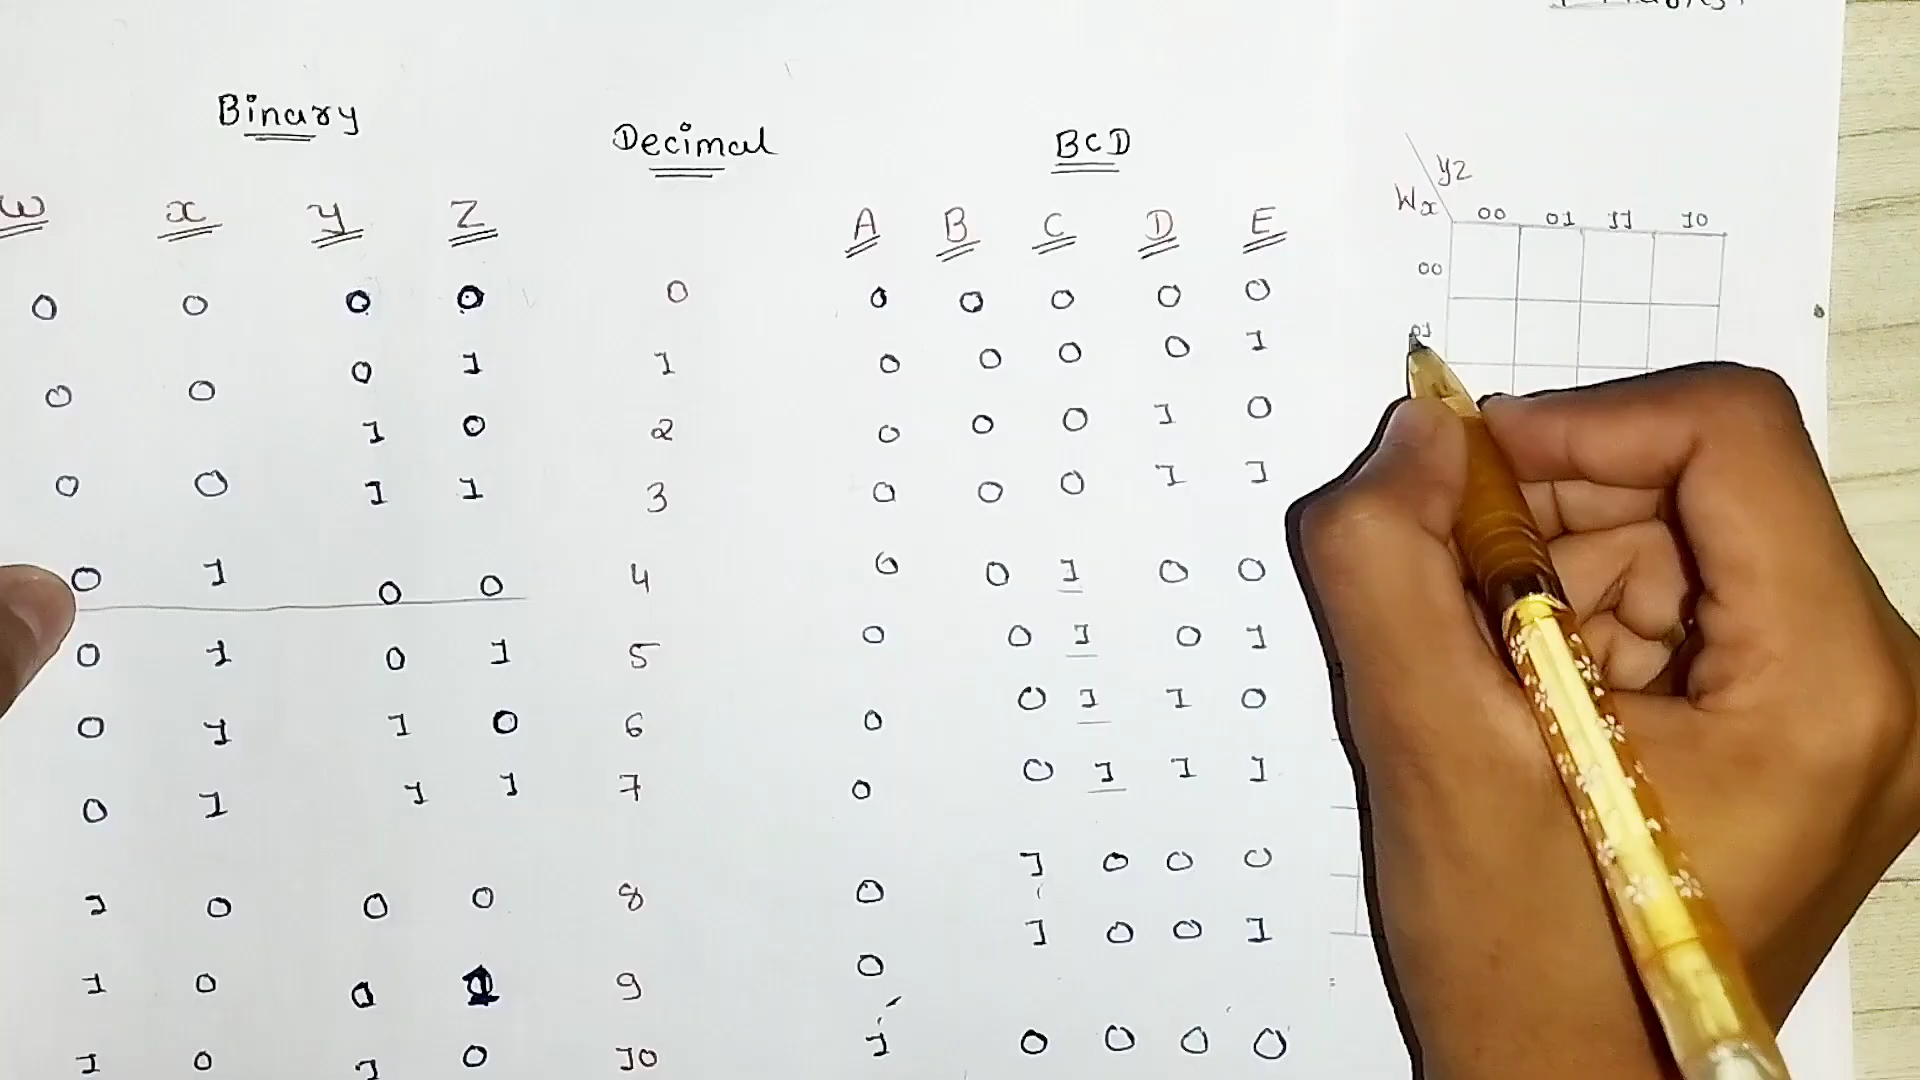 Binary Decimal BCD
yz
Wx 00 01 11 10
W x y Z A B C D E
00
01
0 0 0 0 0 0 0 0 0 0
0 0 0 1 1 0 0 0 0 1
1 0 2 0 0 0 1 0
0 0 1 1 3 0 0 0 1 1
0 1 0 0 4 0 0 1 0 0
0 1 0 1 5 0 0 1 0 1
0 1 1 0 6 0 0 1 1 0
0 1 1 1 7 0 0 1 1 1
1 0 0 0 8 0 1 0 0 0
1 0 0 1 9 0 1 0 0 1
1 0 1 0 10 1 0 0 0 0